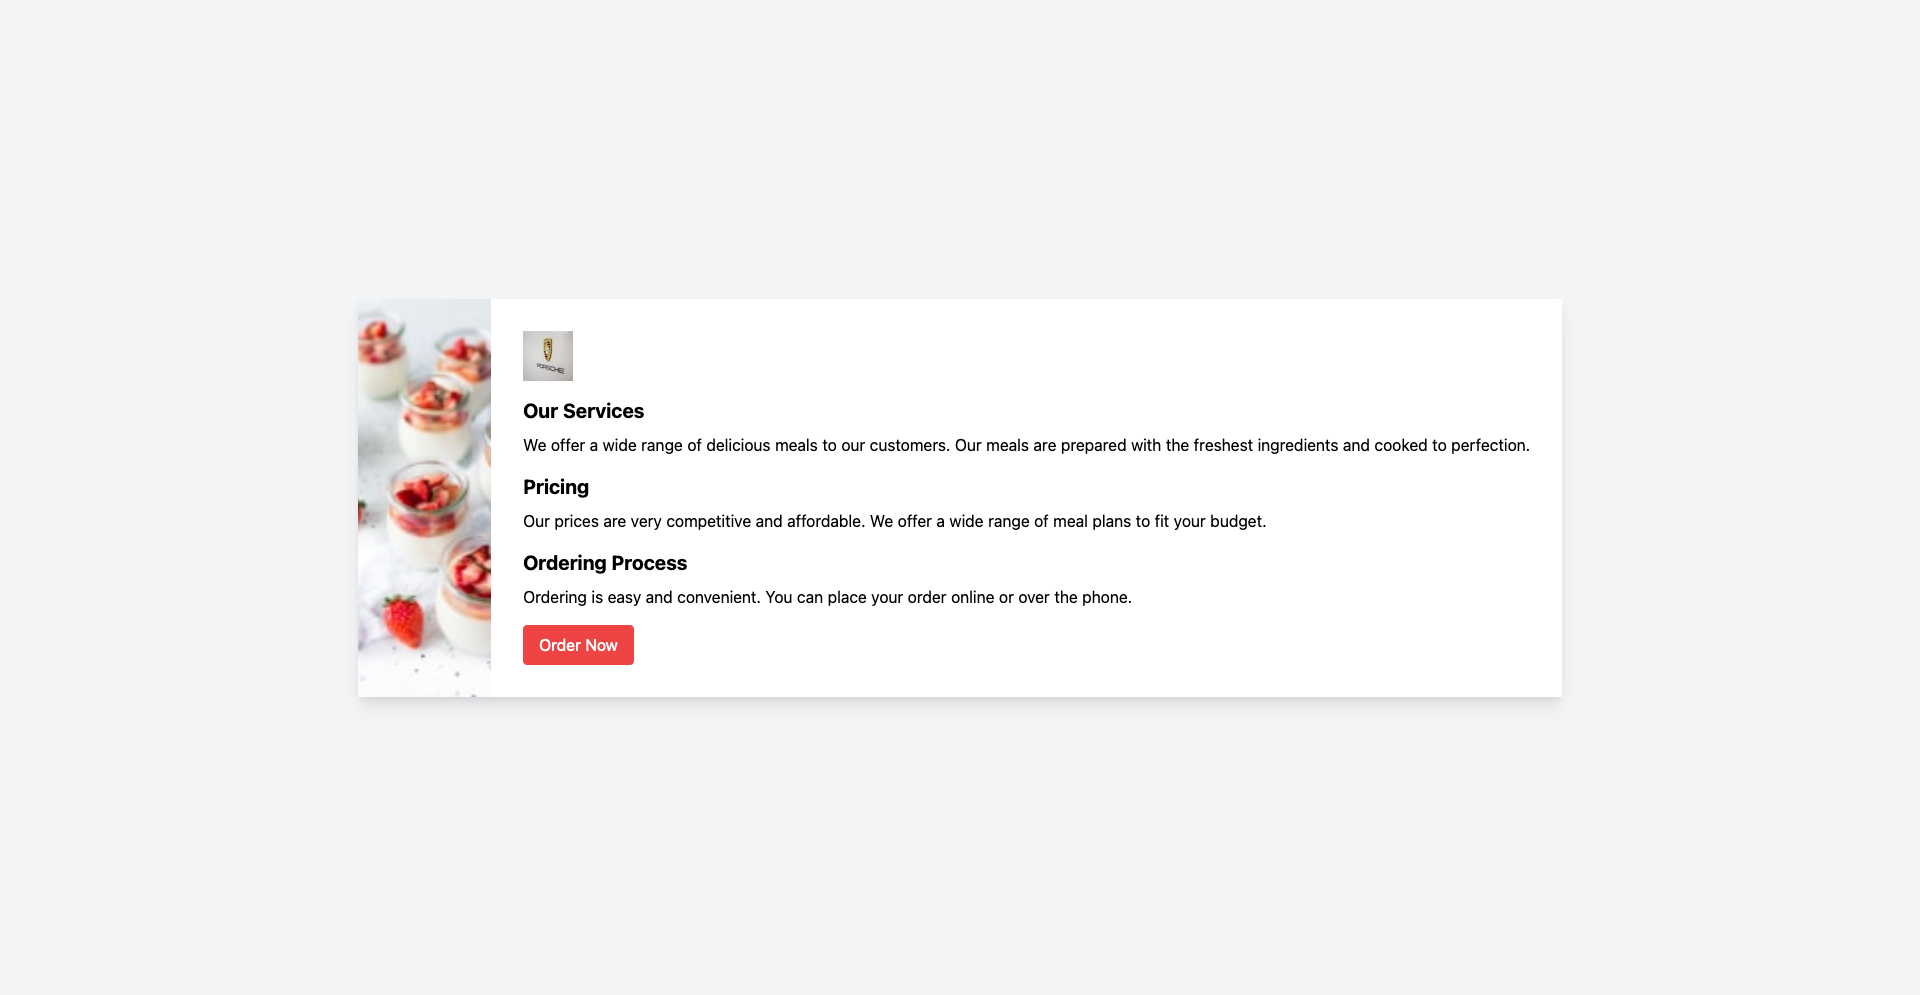 PORSCHE
Our Services
We offer a wide range of delicious meals to our customers. Our meals are prepared with the freshest ingredients and cooked to perfection.
Pricing
Our prices are very competitive and affordable. We offer a wide range of meal plans to fit your budget.
Ordering Process
Ordering is easy and convenient. You can place your order online or over the phone.
Order Now